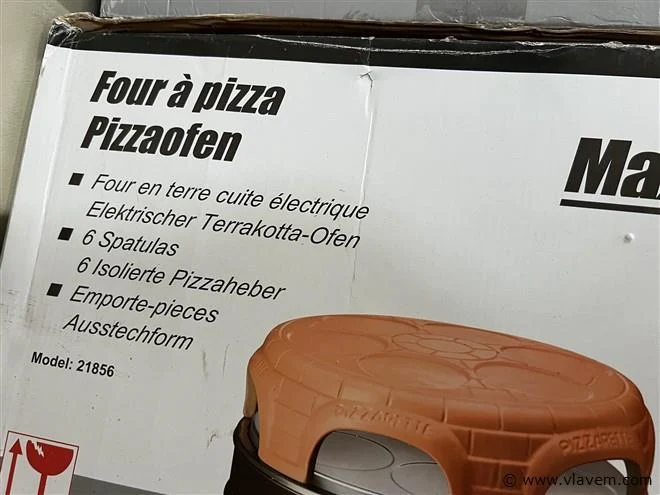 Four à pizza
Pizzaofen
Four en terre cuite électrique
Elektrischer Terrakotta-Ofen
6 Spatulas
6 Isolierte Pizzaheber
Emporte-pieces
Ausstechform
Model: 21856
Ma
PIZZARETTE
PIZZARETTE
© www.vlavem.com